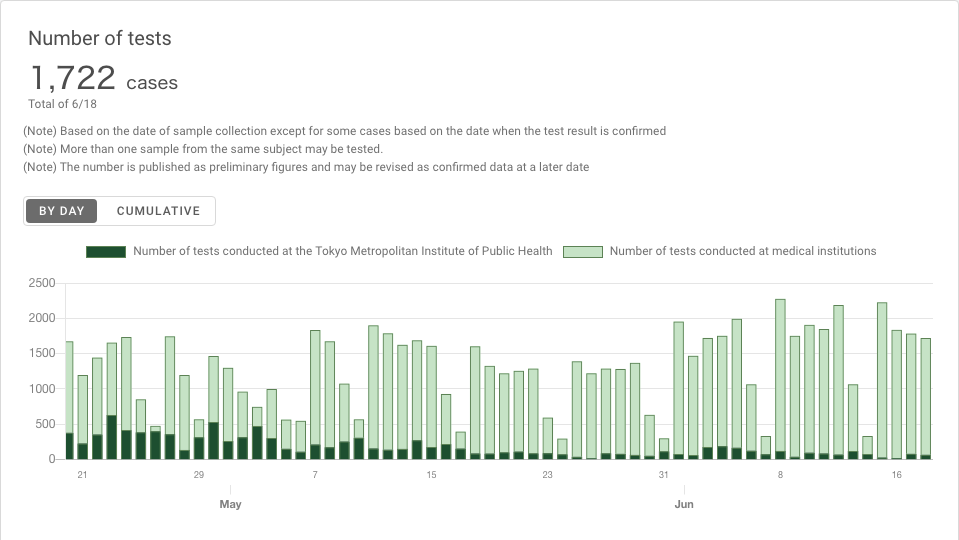 Number of tests
1,722 cases
Total of 6/18
(Note) Based on the date of sample collection except for some cases based on the date when the test result is confirmed
(Note) More than one sample from the same subject may be tested.
(Note) The number is published as preliminary figures and may be revised as confirmed data at a later date
BY DAY CUMULATIVE
Number of tests conducted at the Tokyo Metropolitan Institute of Public Health Number of tests conducted at medical institutions
2500
2000
1500
1000
500
0
21 29 7 15 23 31 8 16
May Jun